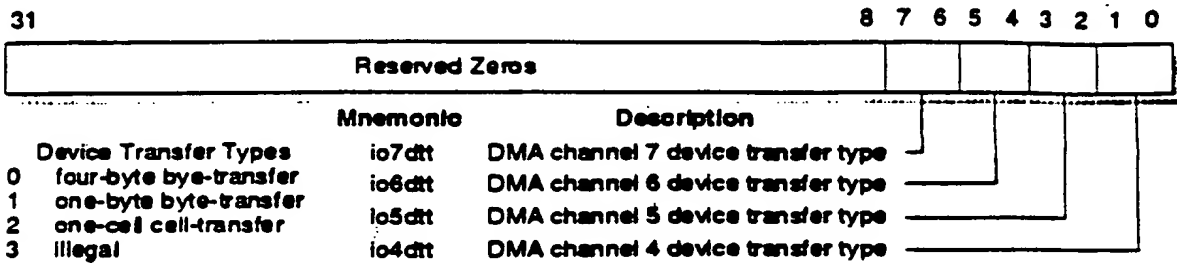 31 8 7 6 5 4 3 2 1 0
Reserved Zeros
Mnemonic Description
Device Transfer Types io7dtt DMA channel 7 device transfer type
0 four-byte bye-transfer io6dtt DMA channel 6 device transfer type
1 one-byte byte-transfer
2 one-cell cell-transfer io5dtt DMA channel 5 device transfer type
3 illegal io4dtt DMA channel 4 device transfer type